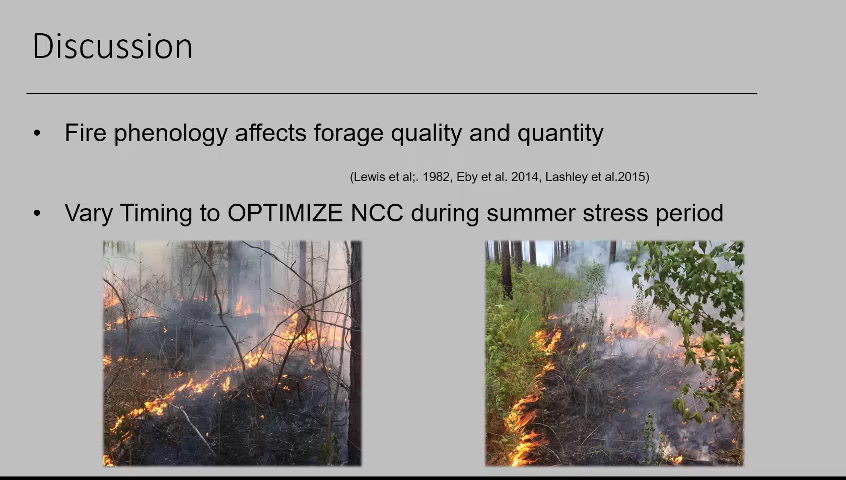 Discussion
• Fire phenology affects forage quality and quantity
(Lewis et al;. 1982, Eby et al. 2014, Lashley et al.2015)
• Vary Timing to OPTIMIZE NCC during summer stress period